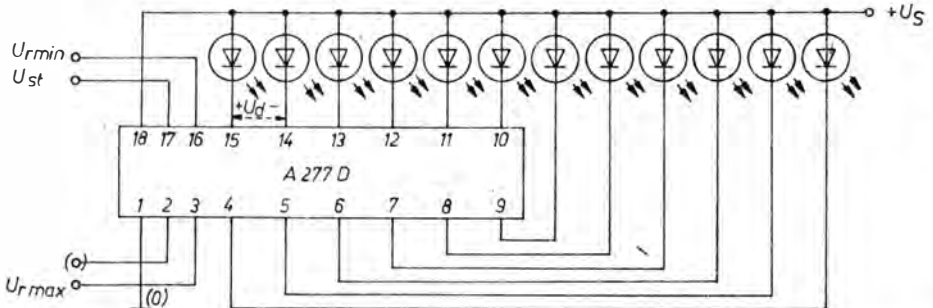 +U_S
U_rmin
U_st
+U_d-
18 17 16 15 14 13 12 11 10
A 277 D
1 2 3 4 5 6 7 8 9
(0)
U_rmax
(0)